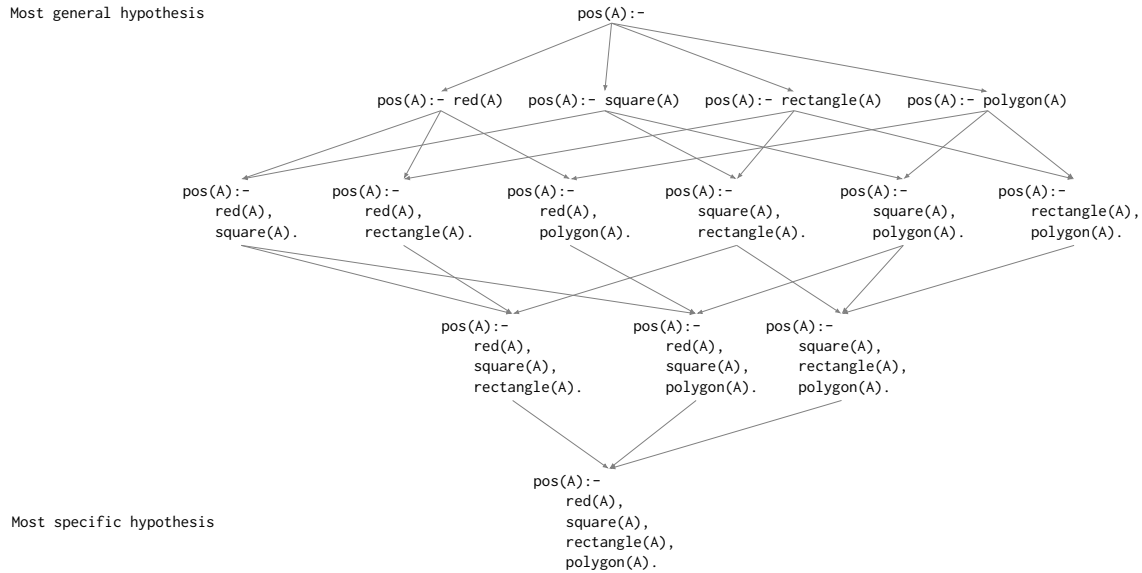 Most general hypothesis
pos(A):-
pos(A):- red(A)
pos(A):- square(A)
pos(A):- rectangle(A)
pos(A):- polygon(A)
pos(A):-
red(A),
square(A).
pos(A):-
red(A),
rectangle(A).
pos(A):-
red(A),
polygon(A).
pos(A):-
square(A),
rectangle(A).
pos(A):-
square(A),
polygon(A).
pos(A):-
rectangle(A),
polygon(A).
pos(A):-
red(A),
square(A),
rectangle(A).
pos(A):-
red(A),
square(A),
polygon(A).
pos(A):-
square(A),
rectangle(A),
polygon(A).
Most specific hypothesis
pos(A):-
red(A),
square(A),
rectangle(A),
polygon(A).